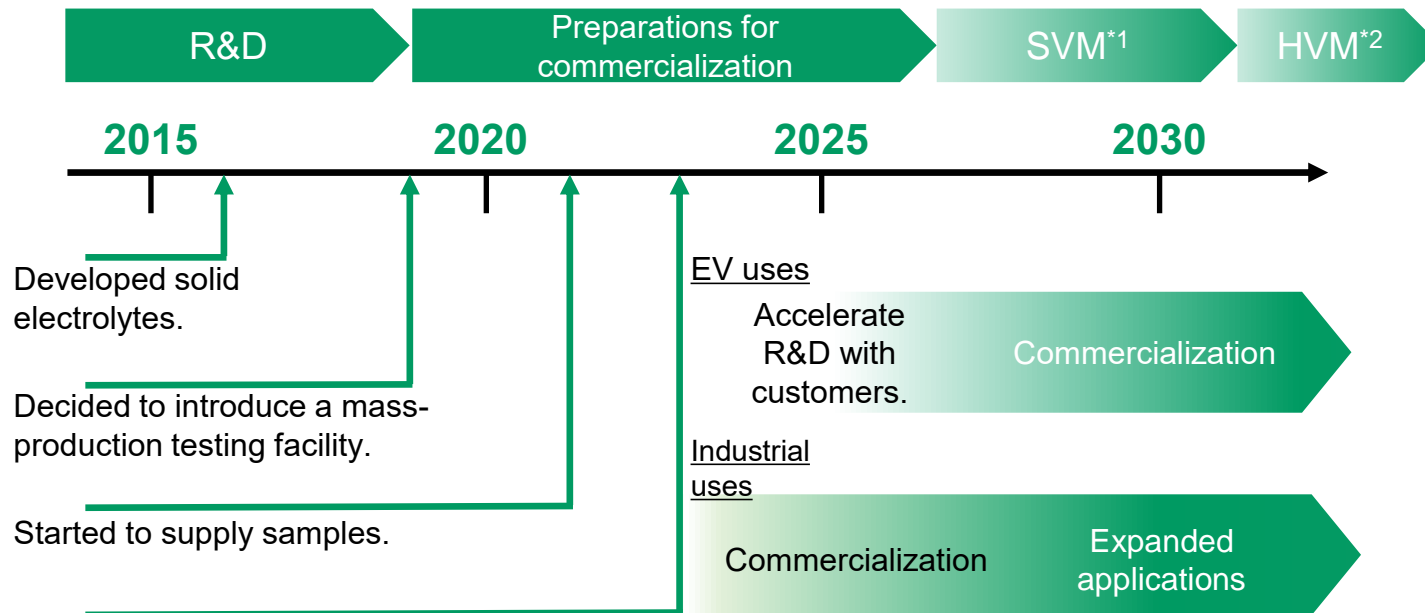 R&D
Preparations for
commercialization
SVM*1
HVM*2
2015
2020
2025
2030
Developed solid
electrolytes.
Decided to introduce a mass-
production testing facility.
Started to supply samples.
EV uses
Accelerate
R&D with
customers.
Commercialization
Industrial
uses
Commercialization
Expanded
applications